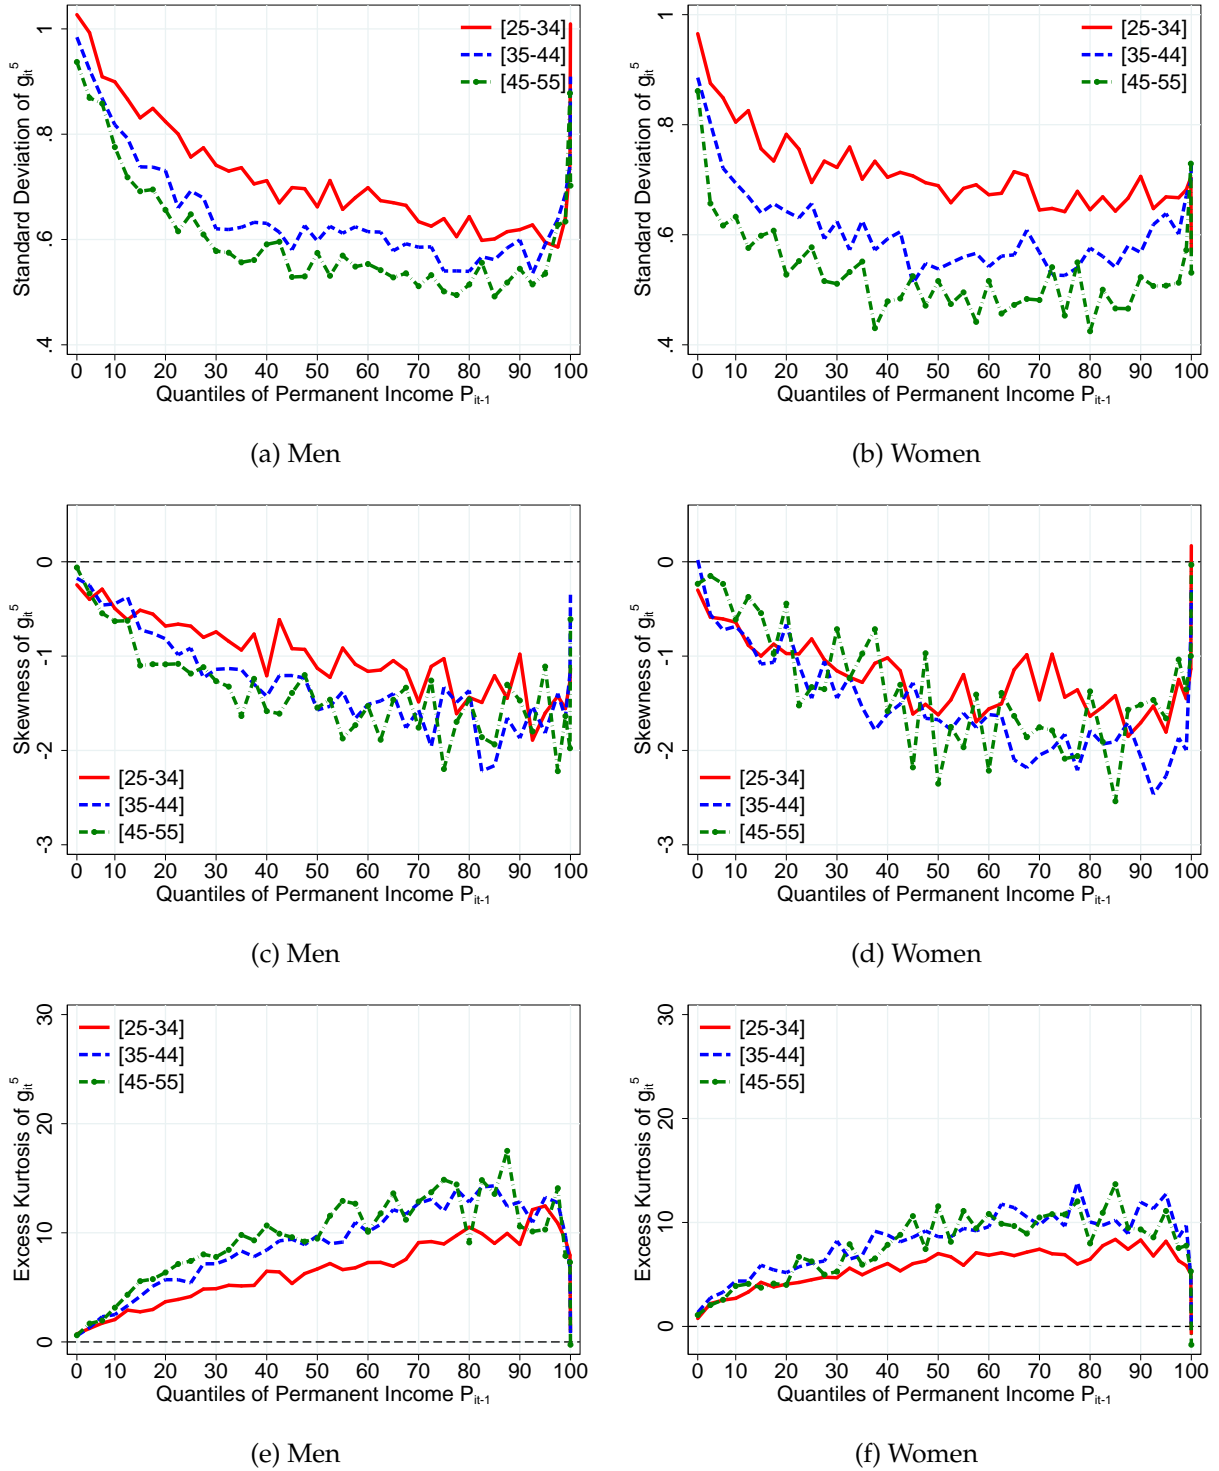 Standard Deviation of g_it^5
1
.8
.6
.4
[25-34]
[35-44]
[45-55]
0 10 20 30 40 50 60 70 80 90 100
Quantiles of Permanent Income P_it-1
(a) Men
Standard Deviation of g_it^5
1
.8
.6
.4
[25-34]
[35-44]
[45-55]
0 10 20 30 40 50 60 70 80 90 100
Quantiles of Permanent Income P_it-1
(b) Women
Skewness of g_it^5
0
-1
-2
-3
[25-34]
[35-44]
[45-55]
0 10 20 30 40 50 60 70 80 90 100
Quantiles of Permanent Income P_it-1
(c) Men
Skewness of g_it^5
0
-1
-2
-3
[25-34]
[35-44]
[45-55]
0 10 20 30 40 50 60 70 80 90 100
Quantiles of Permanent Income P_it-1
(d) Women
Excess Kurtosis of g_it^5
30
20
10
0
[25-34]
[35-44]
[45-55]
0 10 20 30 40 50 60 70 80 90 100
Quantiles of Permanent Income P_it-1
(e) Men
Excess Kurtosis of g_it^5
30
20
10
0
[25-34]
[35-44]
[45-55]
0 10 20 30 40 50 60 70 80 90 100
Quantiles of Permanent Income P_it-1
(f) Women